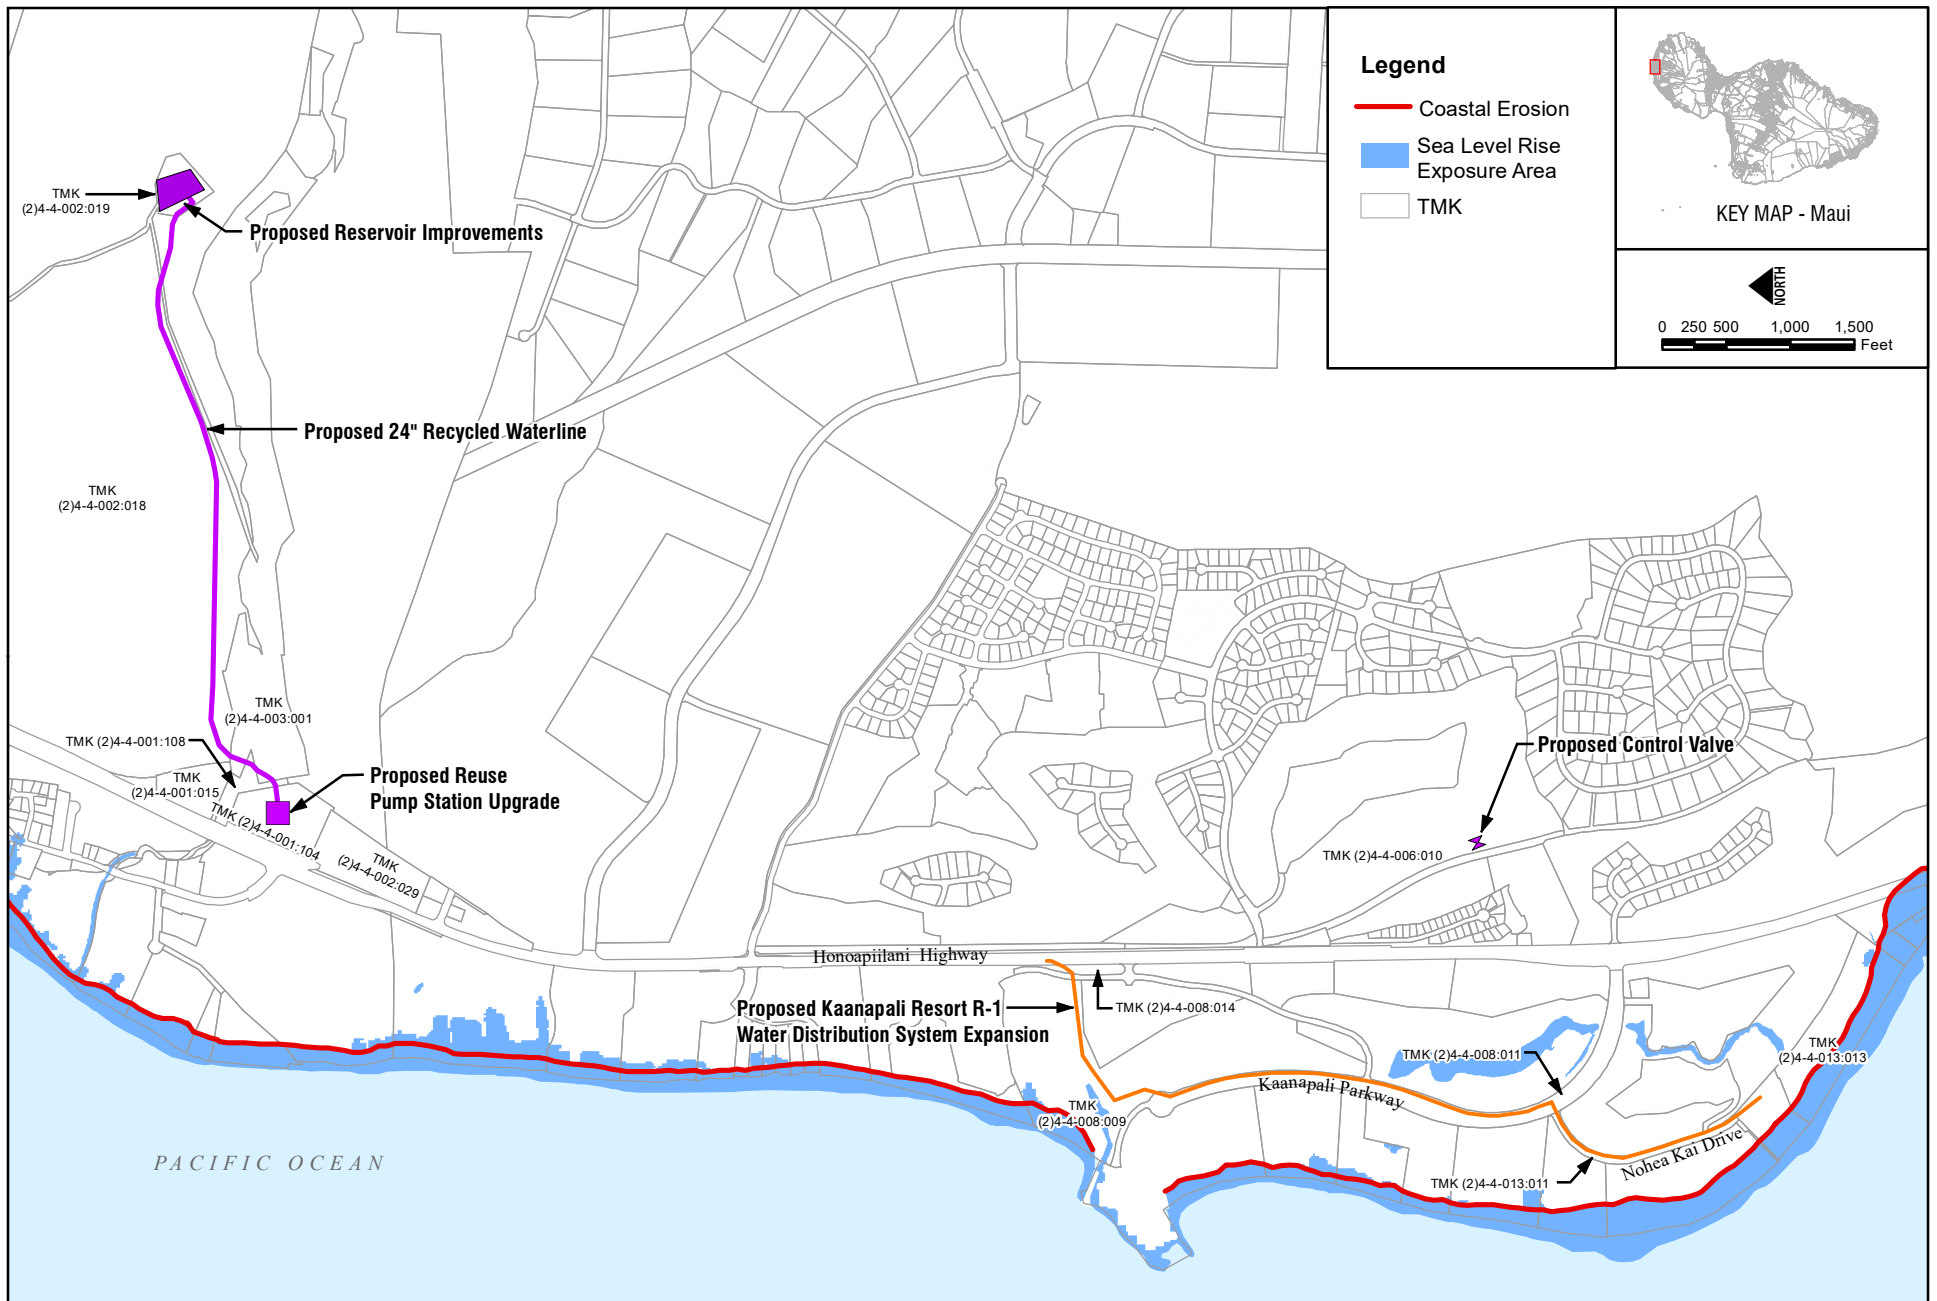 Legend
Coastal Erosion
Sea Level Rise
Exposure Area
TMK
KEY MAP - Maui
NORTH
0 250 500 1,000 1,500
Feet
TMK
(2)4-4-002:019
Proposed Reservoir Improvements
Proposed 24" Recycled Waterline
TMK
(2)4-4-002:018
TMK
(2)4-4-003:001
TMK (2)4-4-001:108
TMK
(2)4-4-001:015
Proposed Reuse
Pump Station Upgrade
TMK (2)4-4-001:104
TMK
(2)4-4-002:029
Proposed Control Valve
TMK (2)4-4-006:010
Honoapiilani Highway
Proposed Kaanapali Resort R-1
Water Distribution System Expansion
TMK (2)4-4-008:014
TMK (2)4-4-008:011
TMK
(2)4-4-013:013
Kaanapali Parkway
TMK
(2)4-4-008:009
Nohea Kai Drive
TMK (2)4-4-013:011
PACIFIC OCEAN